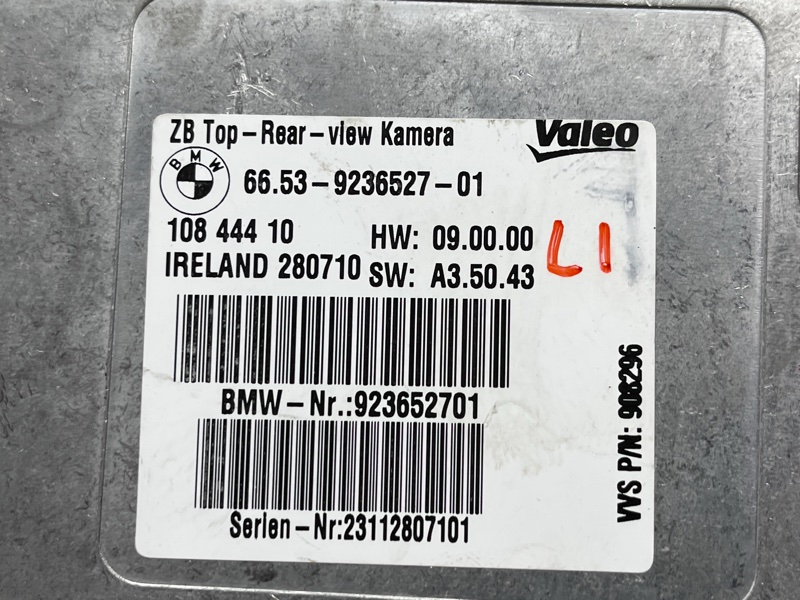 ZB Top-Rear-view Kamera
Valeo
BMW
66.53-9236527-01
108 444 10 HW: 09.00.00
IRELAND 280710 SW: A3.50.43
L1
BMW-Nr.:923652701
Serien-Nr:23112807101
VVS P/N: 908296